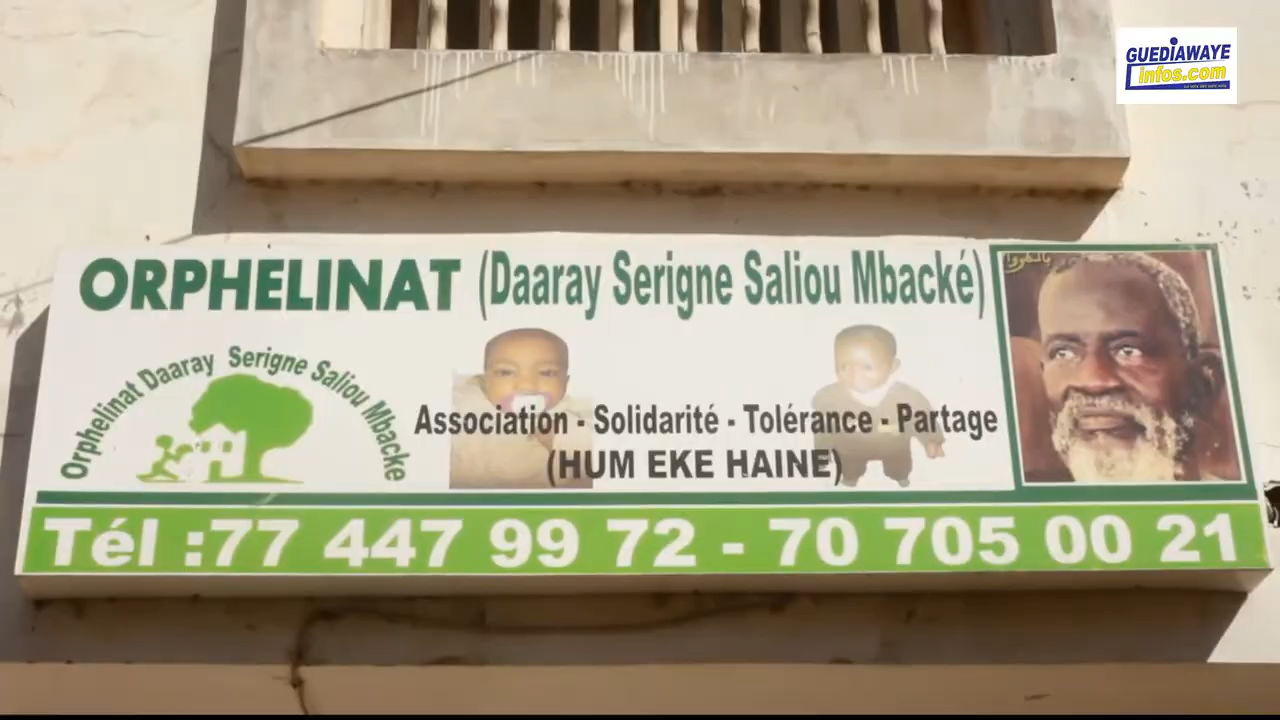 GUEDIAWAYE
infos.com
ORPHELINAT (Daaray Serigne Saliou Mbacké)
Orphelinat Daaray Serigne Saliou Mbacke
Association - Solidarité - Tolérance - Partage
(HUM EKE HAINE)
Tél :77 447 99 72 - 70 705 00 21